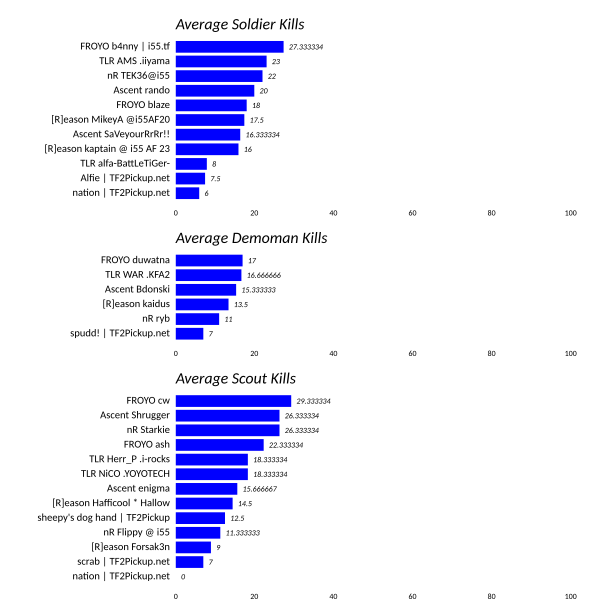 Average Soldier Kills
FROYO b4nny | i55.tf 27.333334
TLR AMS .iiyama 23
nR TEK36@i55 22
Ascent rando 20
FROYO blaze 18
[R]eason MikeyA @i55AF20 17.5
Ascent SaVeyourRrRr!! 16.333334
[R]eason kaptain @ i55 AF 23 16
TLR alfa-BattLeTiGer- 8
Alfie | TF2Pickup.net 7.5
nation | TF2Pickup.net 6
0 20 40 60 80 100
Average Demoman Kills
FROYO duwatna 17
TLR WAR .KFA2 16.666666
Ascent Bdonski 15.333333
[R]eason kaidus 13.5
nR ryb 11
spudd! | TF2Pickup.net 7
0 20 40 60 80 100
Average Scout Kills
FROYO cw 29.333334
Ascent Shrugger 26.333334
nR Starkie 26.333334
FROYO ash 22.333334
TLR Herr_P .i-rocks 18.333334
TLR NiCO .YOYOTECH 18.333334
Ascent enigma 15.666667
[R]eason Hafficool * Hallow 14.5
sheepy's dog hand | TF2Pickup 12.5
nR Flippy @ i55 11.333333
[R]eason Forsak3n 9
scrab | TF2Pickup.net 7
nation | TF2Pickup.net 0
0 20 40 60 80 100